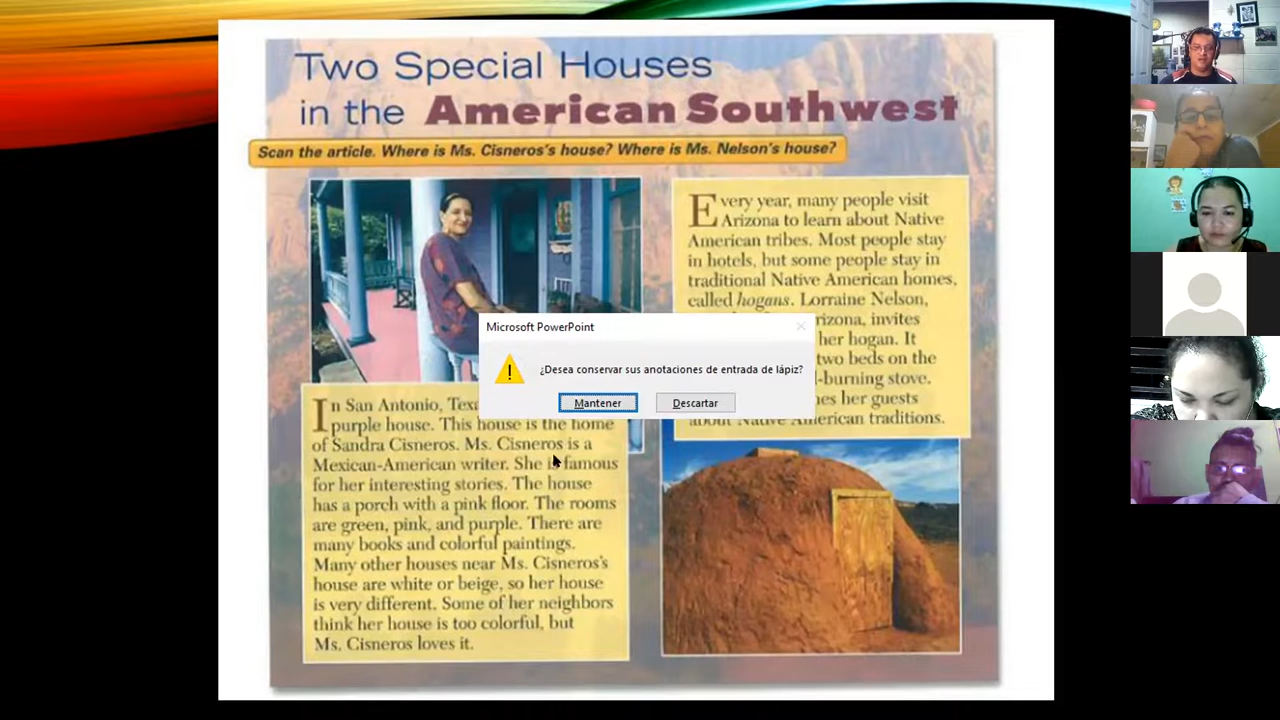 Two Special Houses
in the American Southwest
Scan the article. Where is Ms. Cisneros's house? Where is Ms. Nelson's house?
Every year, many people visit
Arizona to learn about Native
American tribes. Most people stay
in hotels, but some people stay in
traditional Native American homes,
called hogans. Lorraine Nelson,
rizona, invites
her hogan. It
two beds on the
-burning stove.
es her guests
about Native American traditions.
Microsoft PowerPoint
¿Desea conservar sus anotaciones de entrada de lápiz?
Mantener
Descartar
In San Antonio, Texa
purple house. This house is the home
of Sandra Cisneros. Ms. Cisneros is a
Mexican-American writer. She is famous
for her interesting stories. The house
has a porch with a pink floor. The rooms
are green, pink, and purple. There are
many books and colorful paintings.
Many other houses near Ms. Cisneros's
house are white or beige, so her house
is very different. Some of her neighbors
think her house is too colorful, but
Ms. Cisneros loves it.